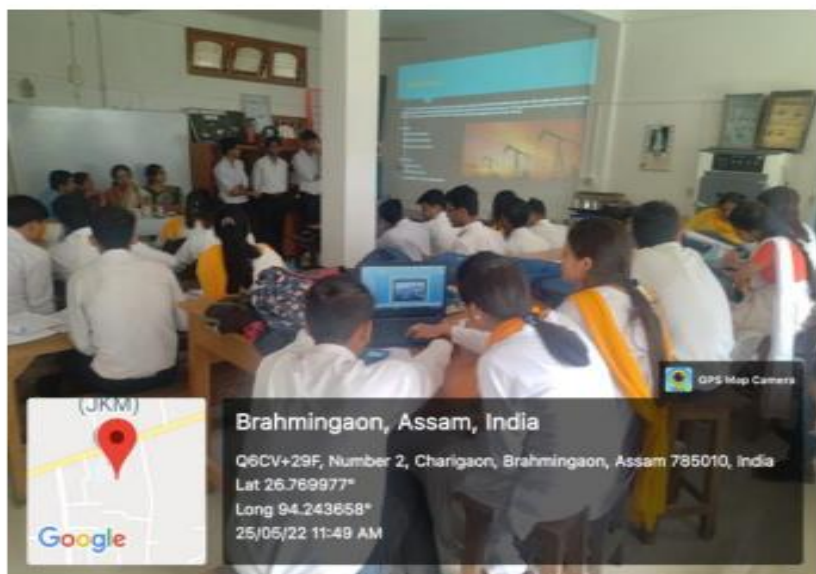 GPS Map Camera
(JKM)
Google
Brahmingaon, Assam, India
Q6CV+29F, Number 2, Charigaon, Brahmingaon, Assam 785010, India
Lat 26.769977°
Long 94.243658°
25/05/22 11:49 AM